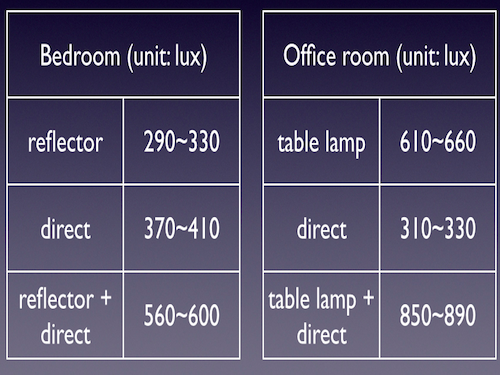 Bedroom (unit: lux)
reflector 290~330
direct 370~410
reflector +
direct 560~600
Office room (unit: lux)
table lamp 610~660
direct 310~330
table lamp +
direct 850~890